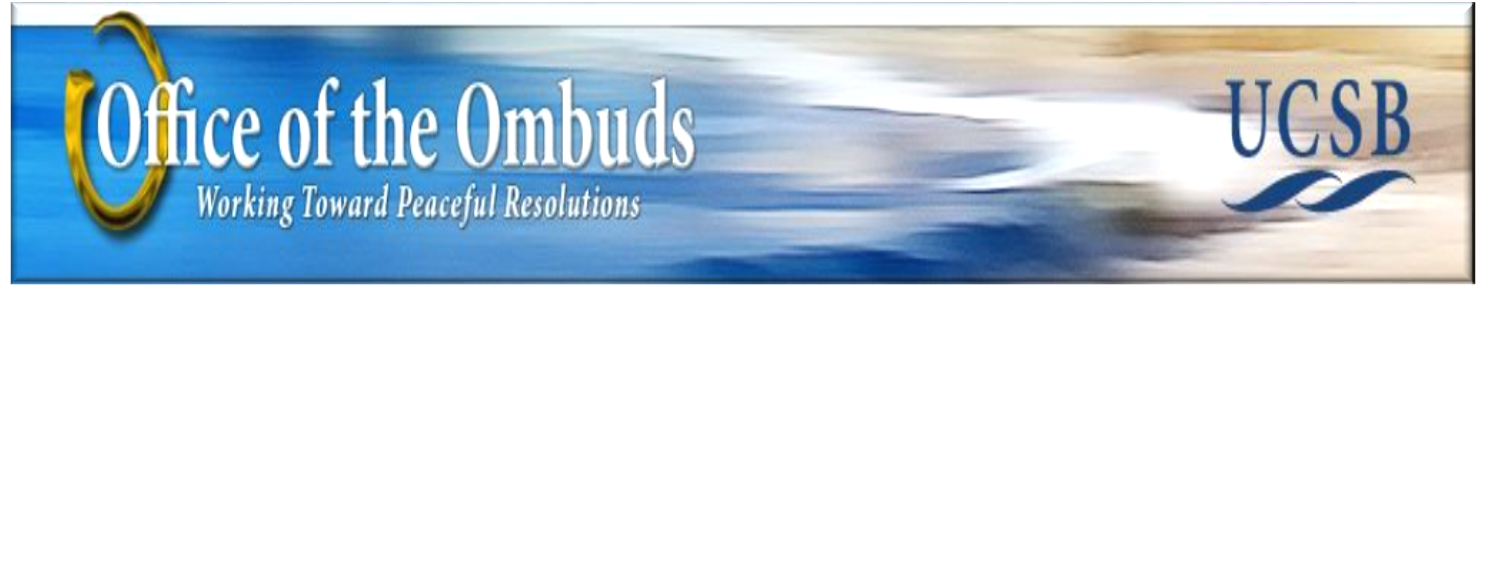 Office of the Ombuds
Working Toward Peaceful Resolutions
UCSB